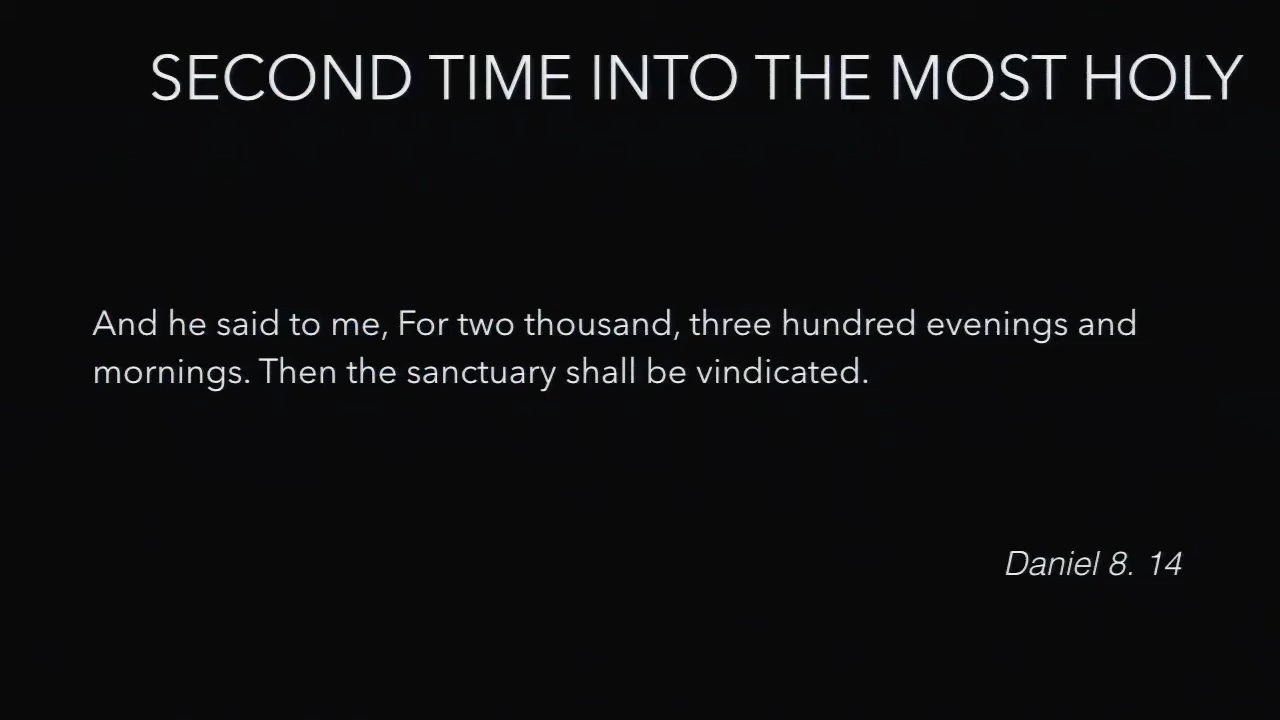 SECOND TIME INTO THE MOST HOLY
And he said to me, For two thousand, three hundred evenings and
mornings. Then the sanctuary shall be vindicated.
Daniel 8. 14